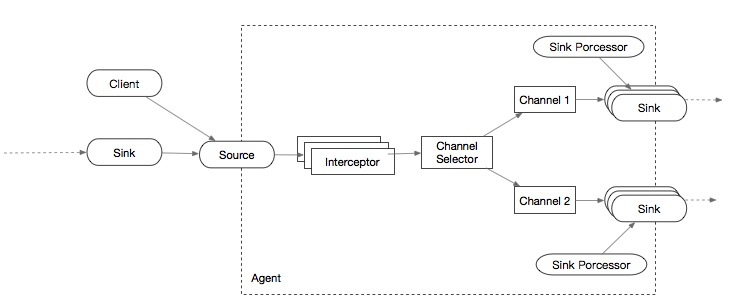 Sink Porcessor
Client
Channel 1
Sink
Sink
Source
Interceptor
Channel
Selector
Channel 2
Sink
Sink Porcessor
Agent